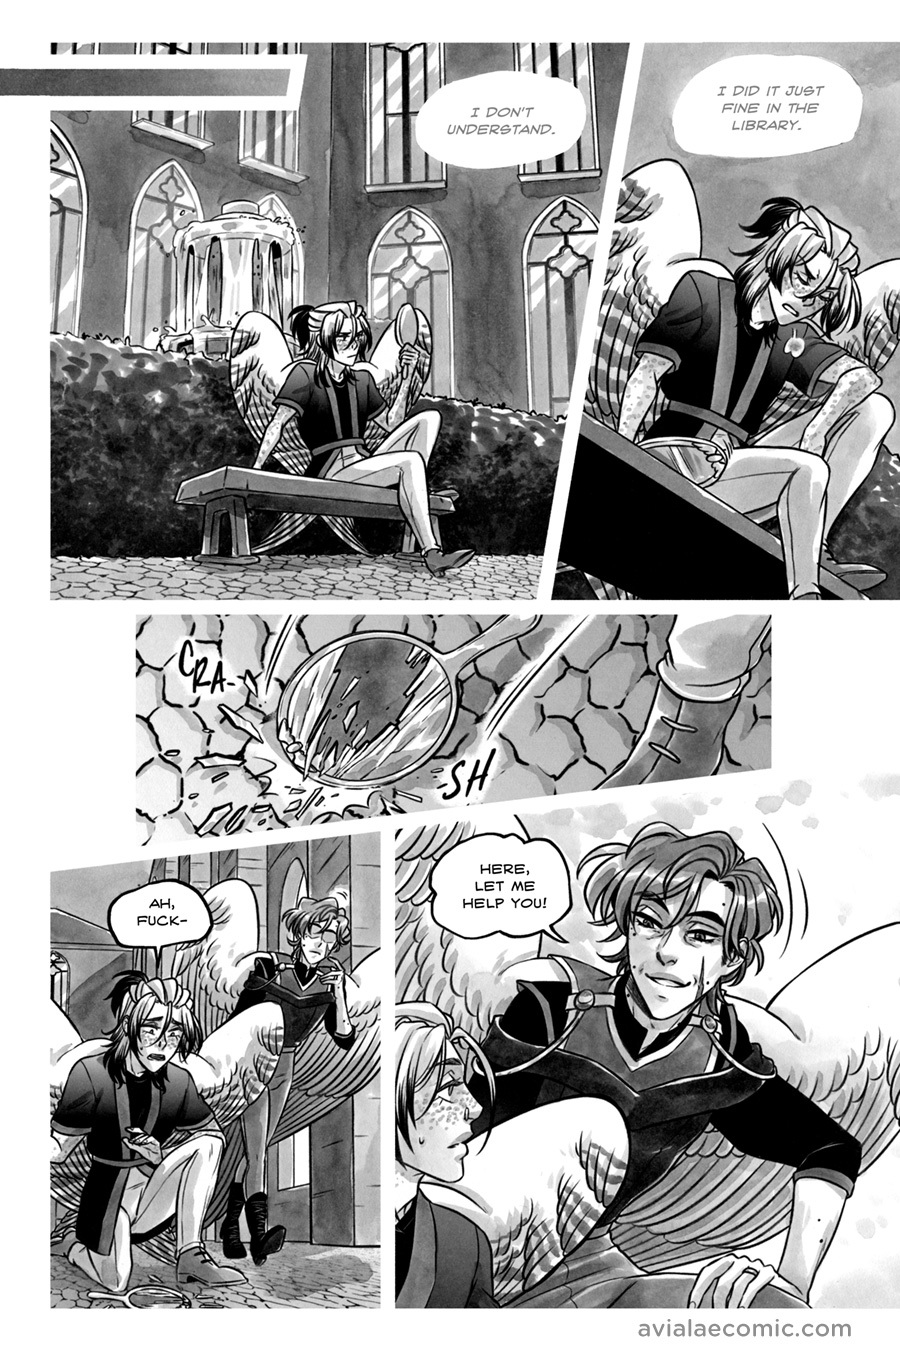 I DON'T
UNDERSTAND.
I DID IT JUST
FINE IN THE
LIBRARY.
CRA-
-SH
AH,
FUCK-
HERE,
LET ME
HELP YOU!
avialaecomic.com